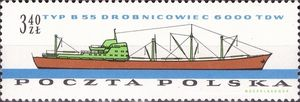 3,40 ZŁ
TYP B 55 DROBNICOWIEC 6000 TDW
POCZTA POLSKA